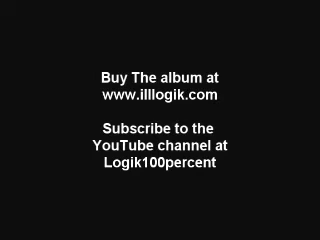 Buy The album at
www.illlogik.com
Subscribe to the
YouTube channel at
Logik100percent